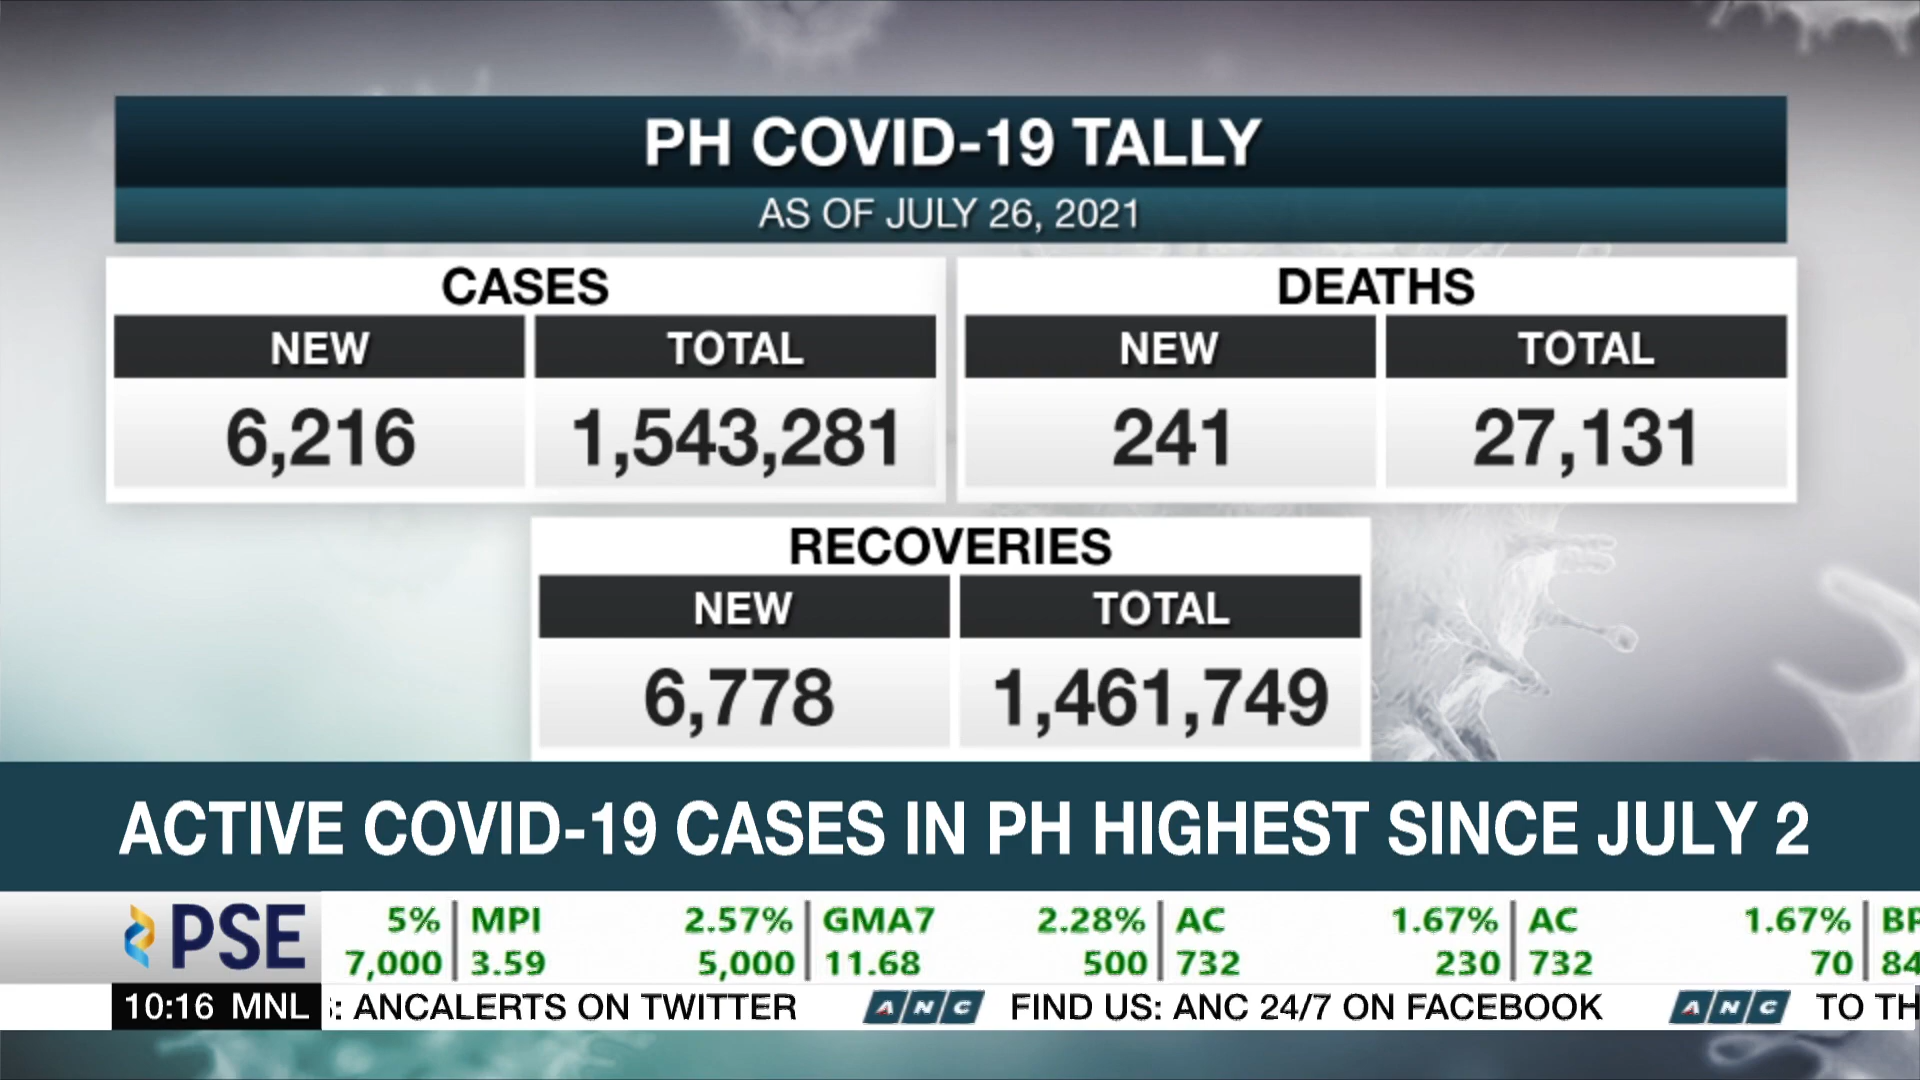 PH COVID-19 TALLY
AS OF JULY 26, 2021
CASES
NEW TOTAL
6,216 1,543,281
DEATHS
NEW TOTAL
241 27,131
RECOVERIES
NEW TOTAL
6,778 1,461,749
ACTIVE COVID-19 CASES IN PH HIGHEST SINCE JULY 2
PSE
5% MPI 2.57% GMA7 2.28% AC 1.67% AC 1.67%
7,000 3.59 5,000 11.68 500 732 230 732 70 84
10:16 MNL : ANCALERTS ON TWITTER ANC FIND US: ANC 24/7 ON FACEBOOK ANC TO TH